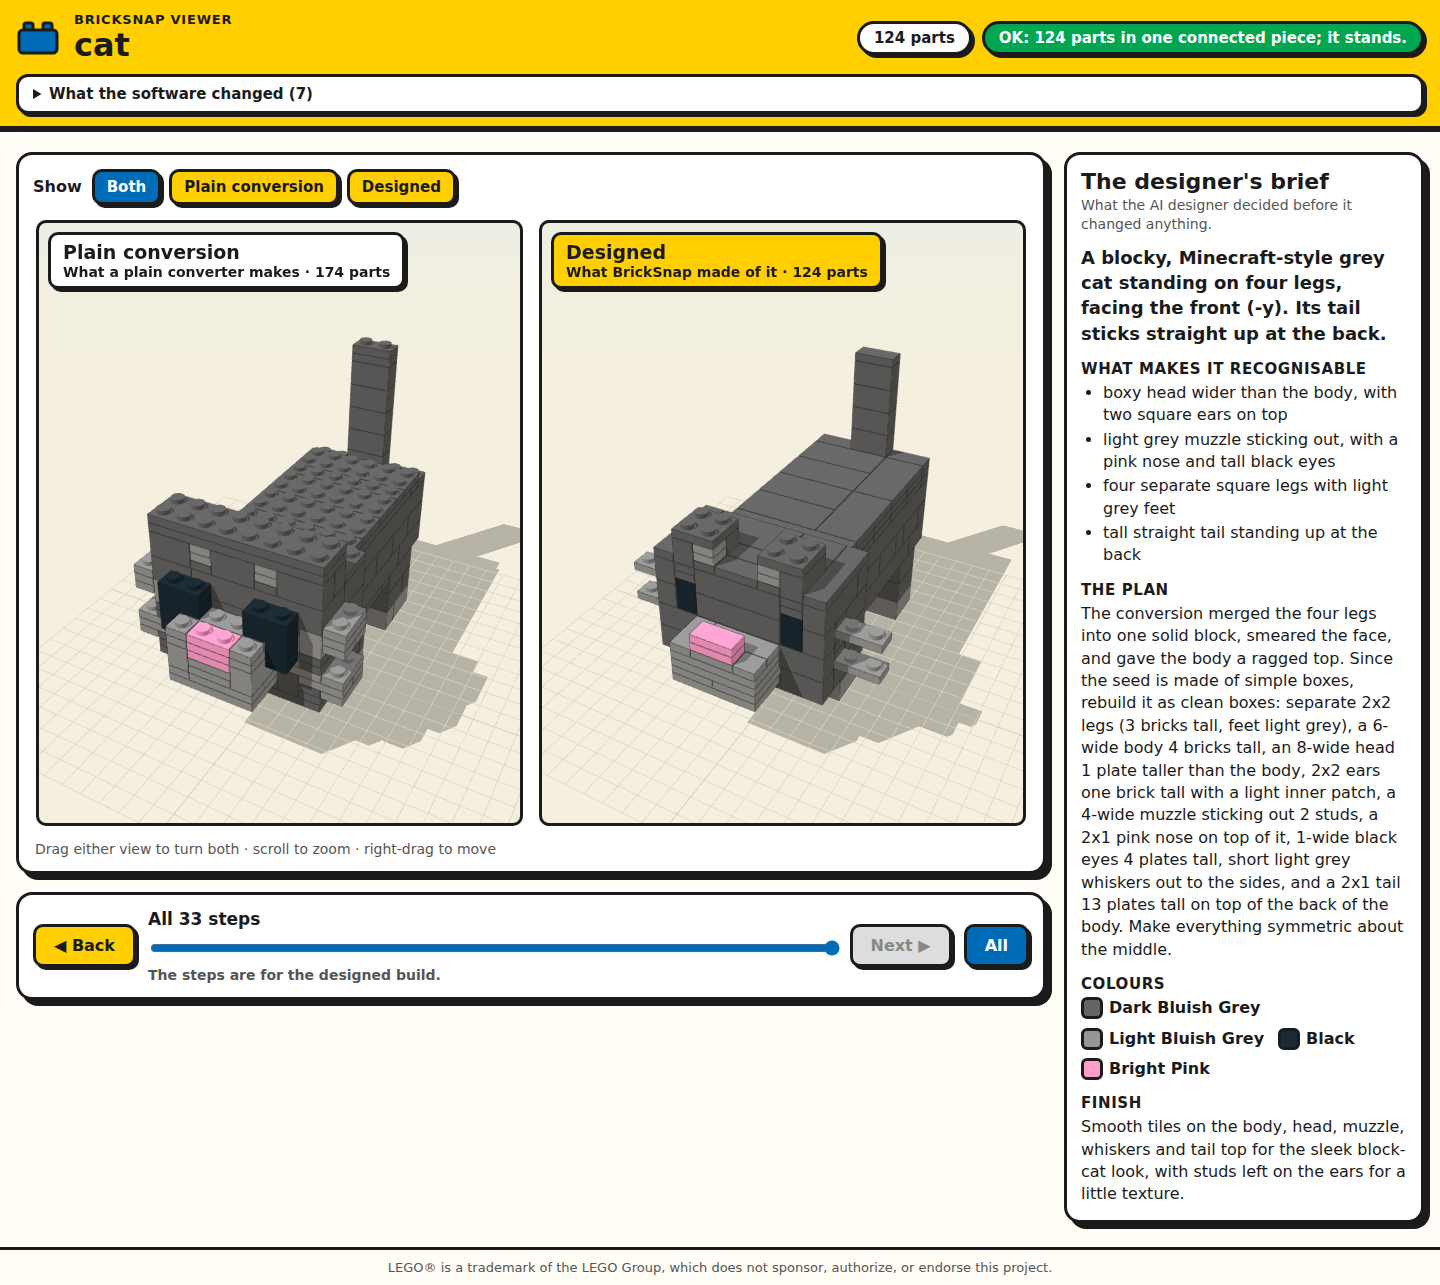 BRICKSNAP VIEWER
cat
124 parts
OK: 124 parts in one connected piece; it stands.
▶ What the software changed (7)
Show
Both
Plain conversion
Designed
Plain conversion
What a plain converter makes · 174 parts
Designed
What BrickSnap made of it · 124 parts
Drag either view to turn both · scroll to zoom · right-drag to move
◀ Back
All 33 steps
The steps are for the designed build.
Next ▶
All
The designer's brief
What the AI designer decided before it
changed anything.
A blocky, Minecraft-style grey
cat standing on four legs,
facing the front (-y). Its tail
sticks straight up at the back.
WHAT MAKES IT RECOGNISABLE
• boxy head wider than the body, with
two square ears on top
• light grey muzzle sticking out, with a
pink nose and tall black eyes
• four separate square legs with light
grey feet
• tall straight tail standing up at the
back
THE PLAN
The conversion merged the four legs
into one solid block, smeared the face,
and gave the body a ragged top. Since
the seed is made of simple boxes,
rebuild it as clean boxes: separate 2x2
legs (3 bricks tall, feet light grey), a 6-
wide body 4 bricks tall, an 8-wide head
1 plate taller than the body, 2x2 ears
one brick tall with a light inner patch, a
4-wide muzzle sticking out 2 studs, a
2x1 pink nose on top of it, 1-wide black
eyes 4 plates tall, short light grey
whiskers out to the sides, and a 2x1 tail
13 plates tall on top of the back of the
body. Make everything symmetric about
the middle.
COLOURS
Dark Bluish Grey
Light Bluish Grey
Black
Bright Pink
FINISH
Smooth tiles on the body, head, muzzle,
whiskers and tail top for the sleek block-
cat look, with studs left on the ears for a
little texture.
LEGO® is a trademark of the LEGO Group, which does not sponsor, authorize, or endorse this project.